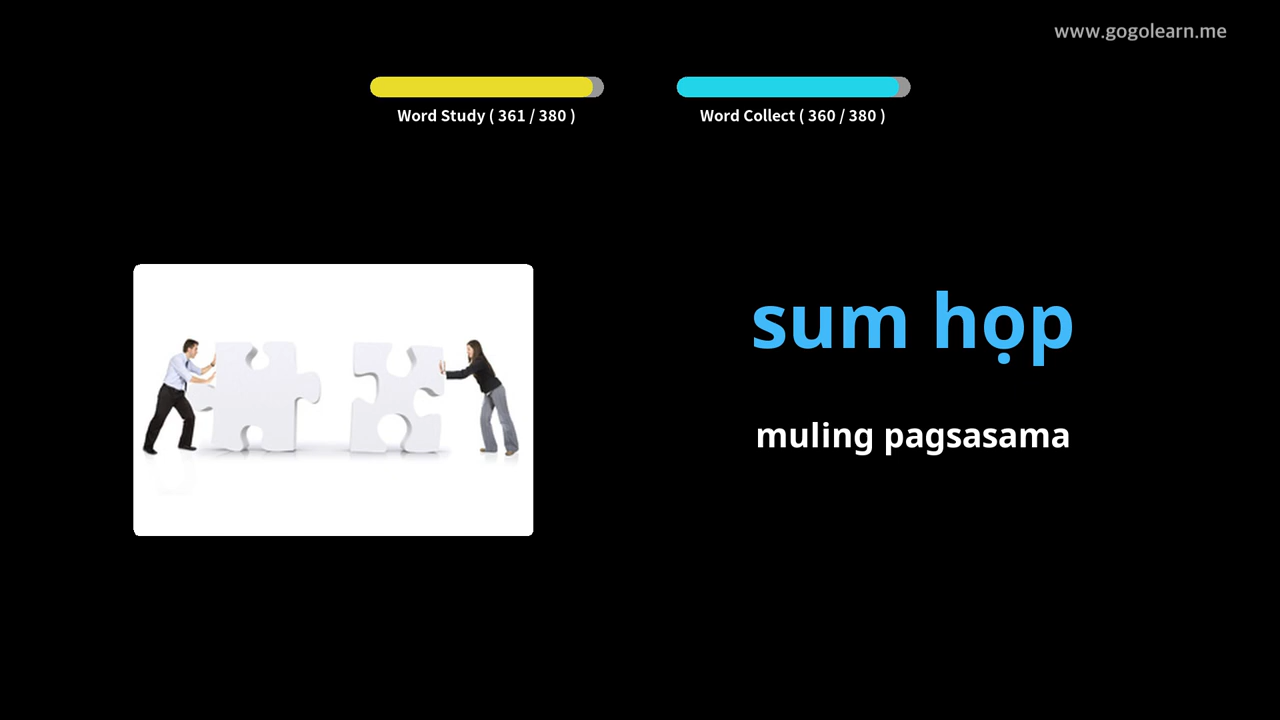 www.gogolearn.me
Word Study ( 361 / 380 )
Word Collect ( 360 / 380 )
sum họp
muling pagsasama